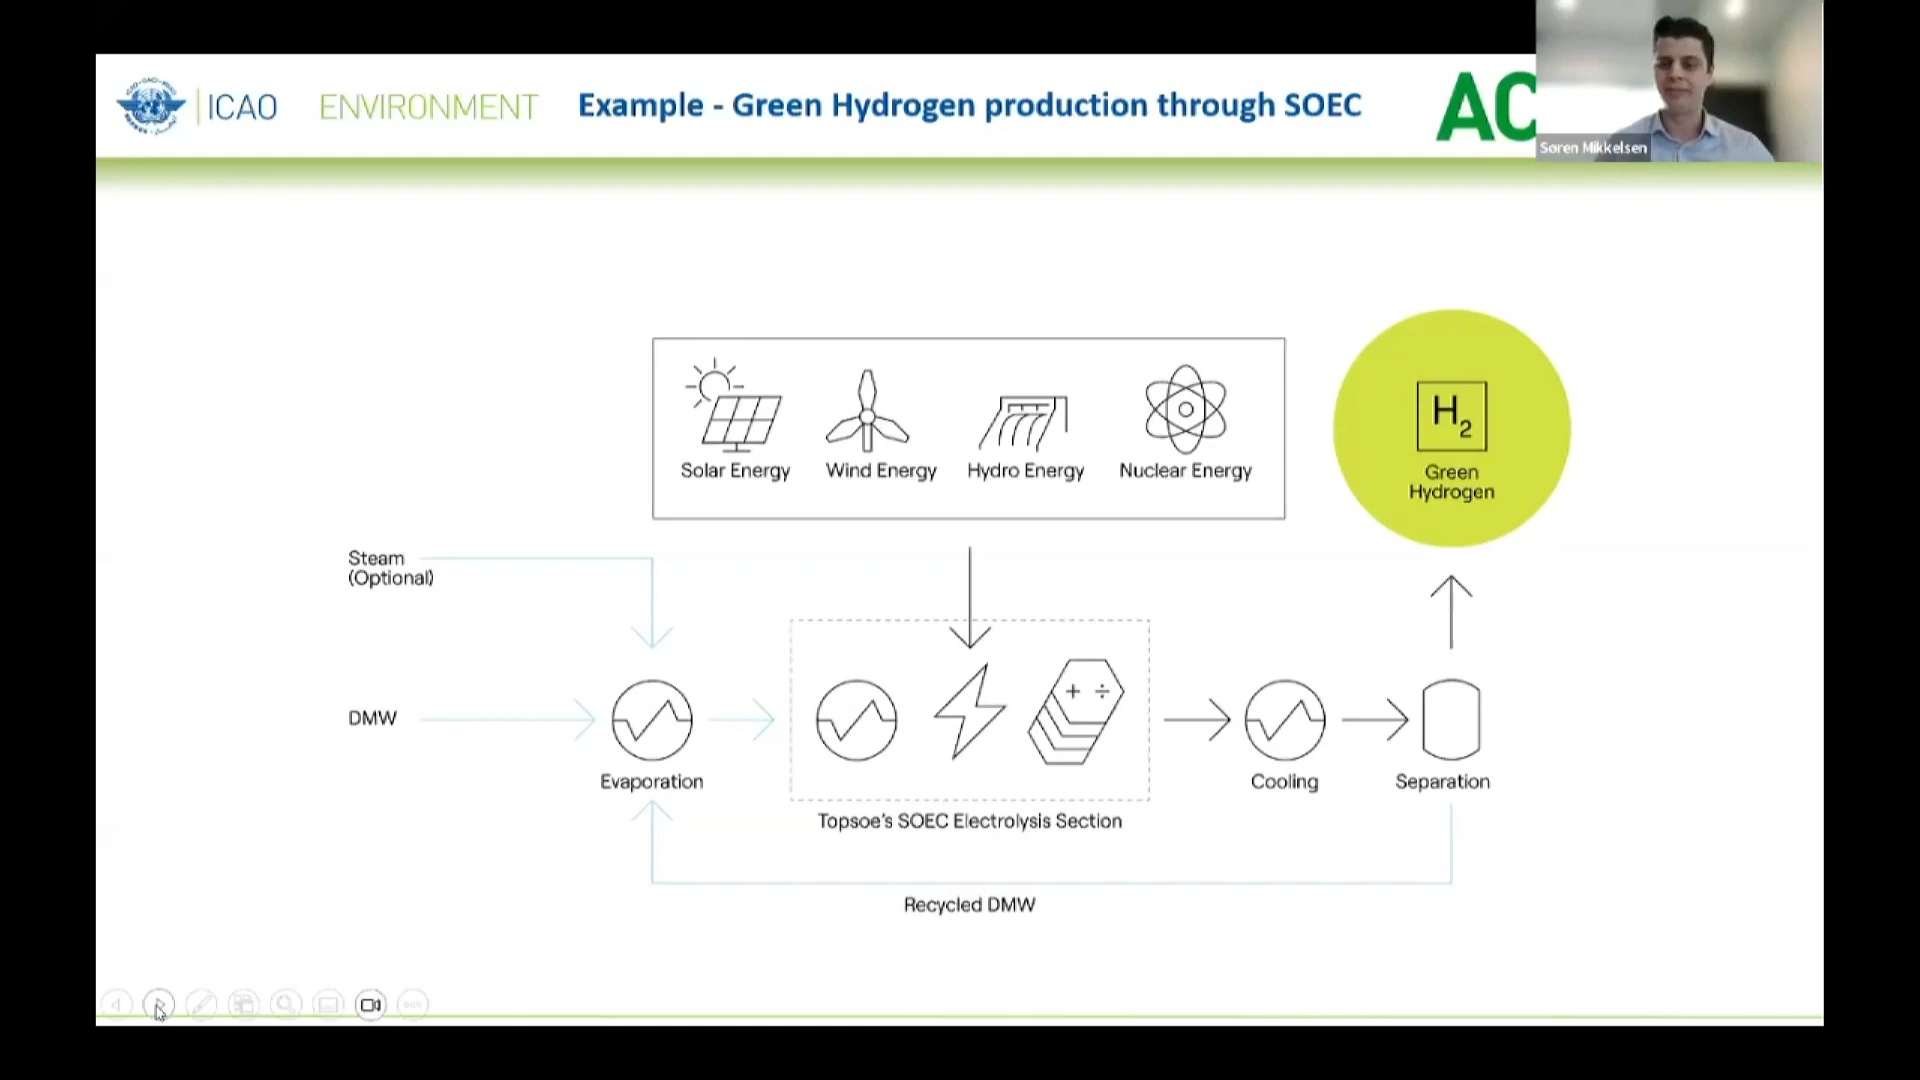 ICAO ENVIRONMENT Example - Green Hydrogen production through SOEC AC
Søren Mikkelsen
Solar Energy Wind Energy Hydro Energy Nuclear Energy
H2
Green
Hydrogen
Steam
(Optional)
DMW
+ ÷
Evaporation
Cooling
Separation
Topsoe's SOEC Electrolysis Section
Recycled DMW